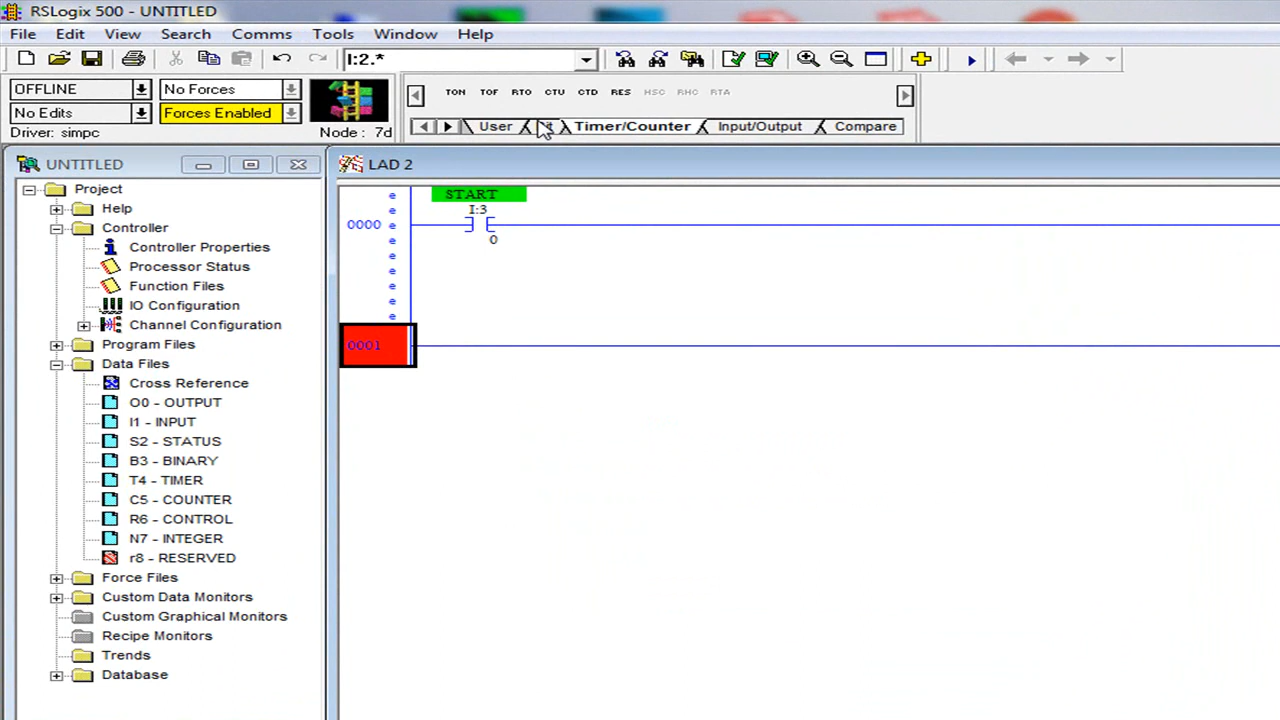 RSLogix 500 - UNTITLED
File Edit View Search Comms Tools Window Help
I:2.*
OFFLINE No Forces
No Edits Forces Enabled
Driver: simpc Node : 7d
TON TOF RTO CTU CTD RES HSC RHC RTA
User Timer/Counter Input/Output Compare
UNTITLED
Project
Help
Controller
Controller Properties
Processor Status
Function Files
IO Configuration
Channel Configuration
Program Files
Data Files
Cross Reference
O0 - OUTPUT
I1 - INPUT
S2 - STATUS
B3 - BINARY
T4 - TIMER
C5 - COUNTER
R6 - CONTROL
N7 - INTEGER
r8 - RESERVED
Force Files
Custom Data Monitors
Custom Graphical Monitors
Recipe Monitors
Trends
Database
LAD 2
e
START
e I:3
0000 e
e 0
e
e
e
e
e
0001